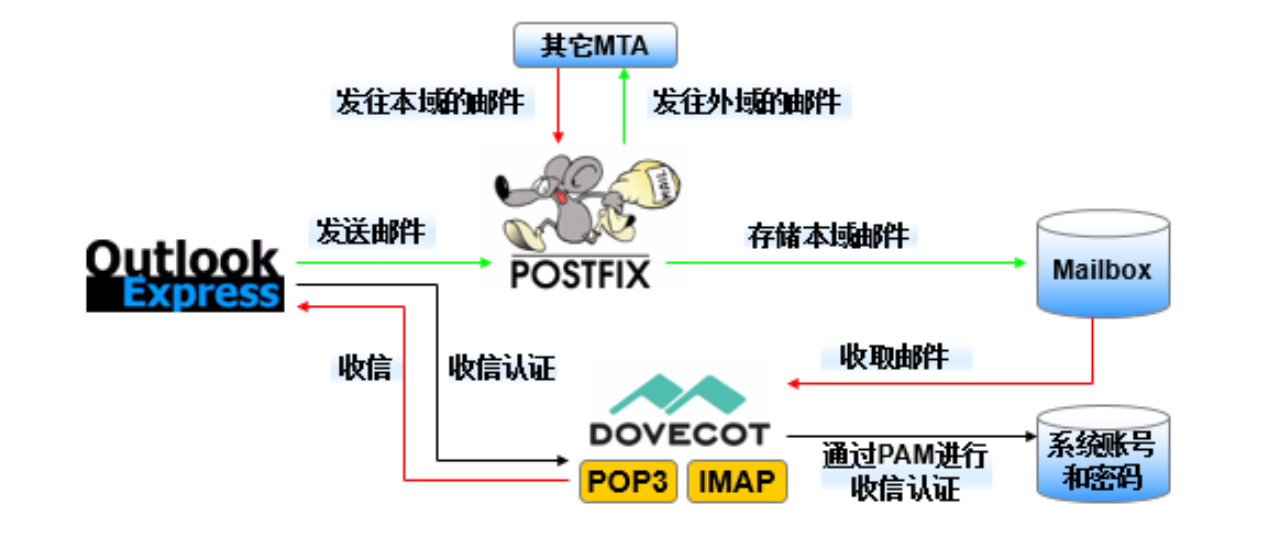 其它MTA
发往本域的邮件
发往外域的邮件
MAIL
发送邮件
存储本域邮件
Outlook
Express
POSTFIX
Mailbox
收信
收信认证
收取邮件
DOVECOT
POP3
IMAP
通过PAM进行
收信认证
系统账号
和密码